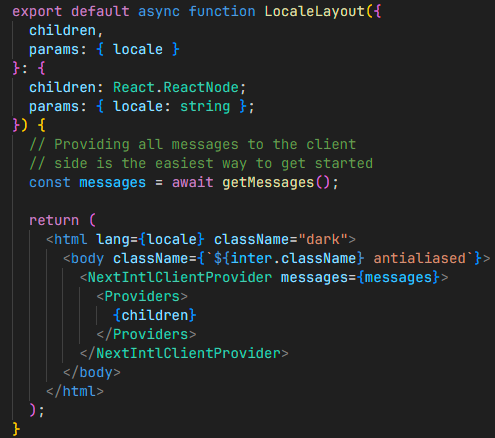 export default async function LocaleLayout({
  children,
  params: { locale }
}: {
  children: React.ReactNode;
  params: { locale: string };
}) {
  // Providing all messages to the client
  // side is the easiest way to get started
  const messages = await getMessages();

  return (
    <html lang={locale} className="dark">
      <body className={`${inter.className} antialiased`}>
        <NextIntlClientProvider messages={messages}>
          <Providers>
            {children}
          </Providers>
        </NextIntlClientProvider>
      </body>
    </html>
  );
}